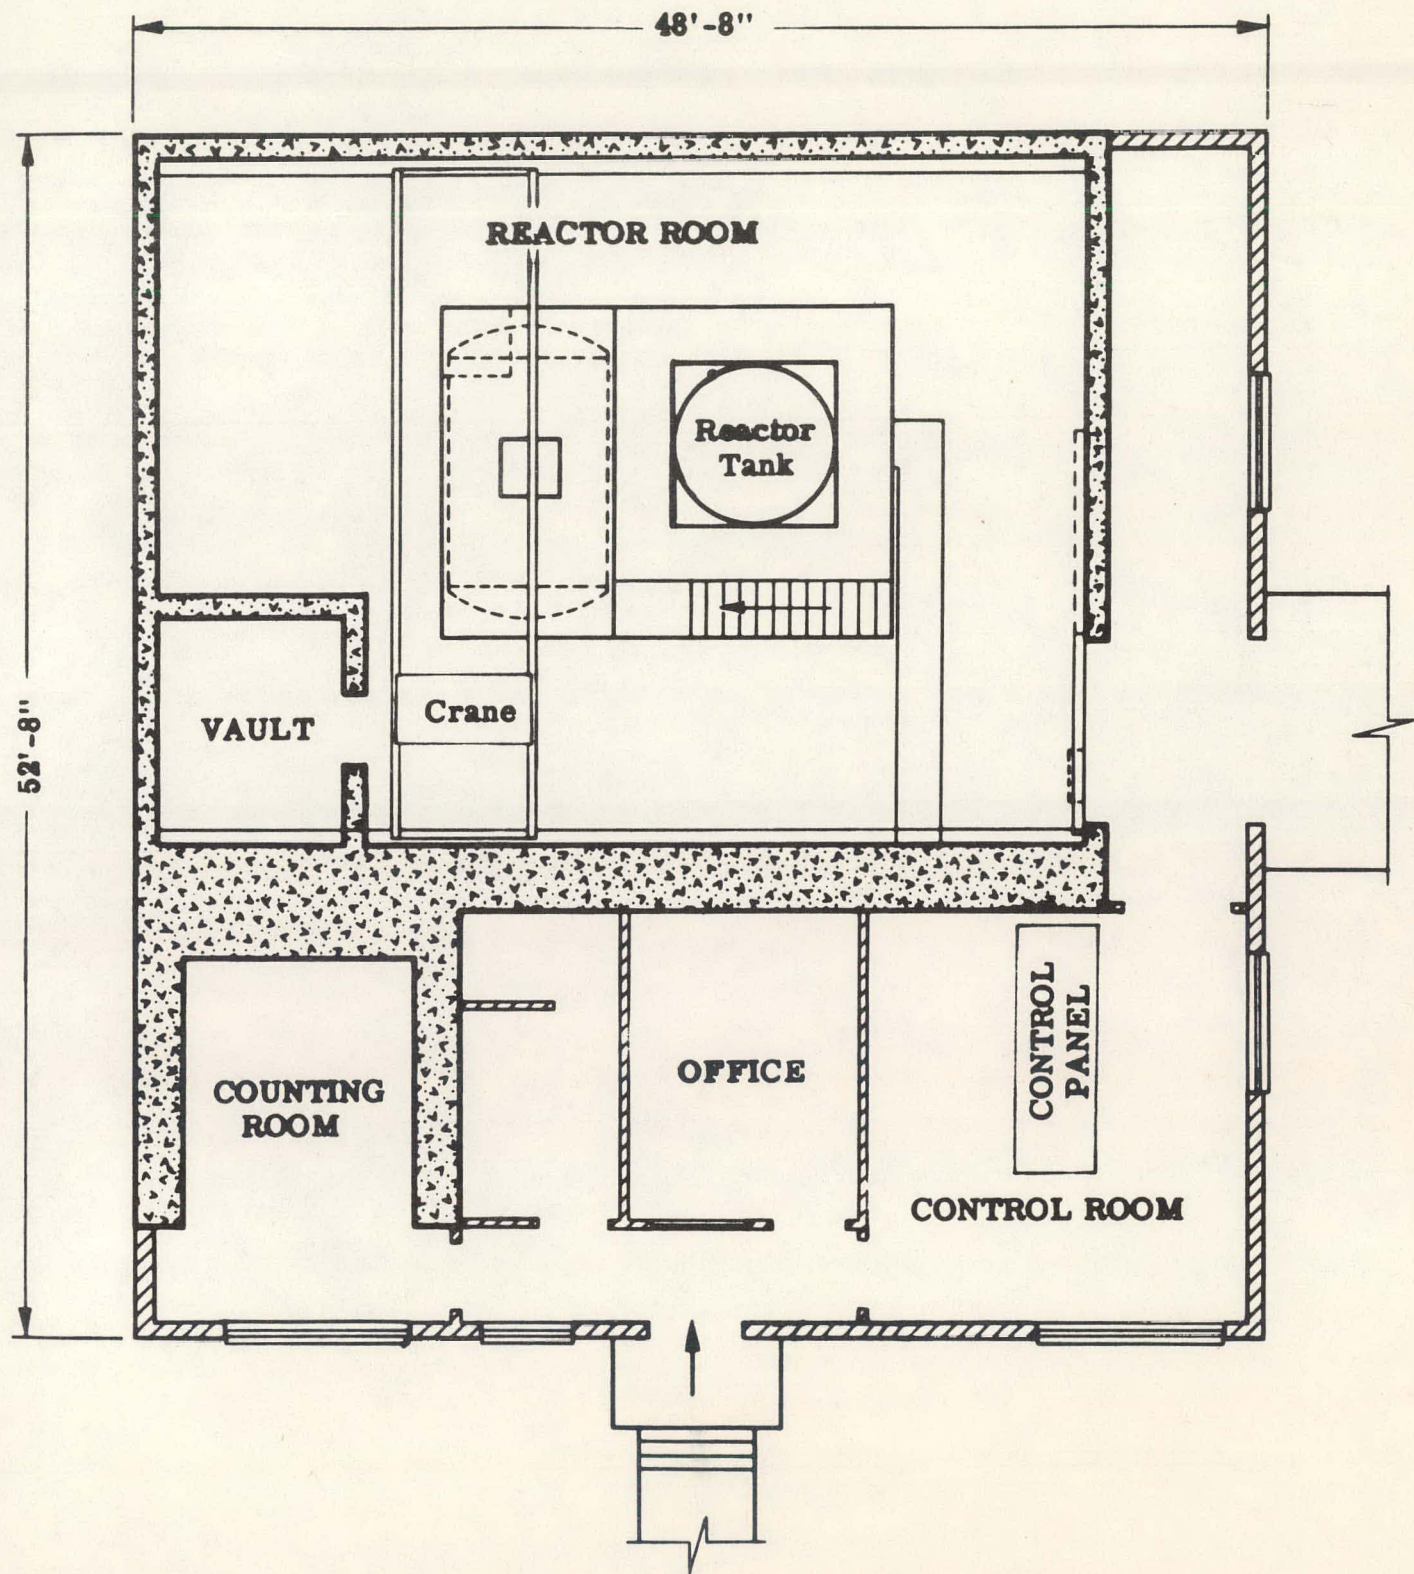 48'-8"
REACTOR ROOM
Reactor
Tank
52'-8"
VAULT
Crane
COUNTING
ROOM
OFFICE
CONTROL
PANEL
CONTROL ROOM